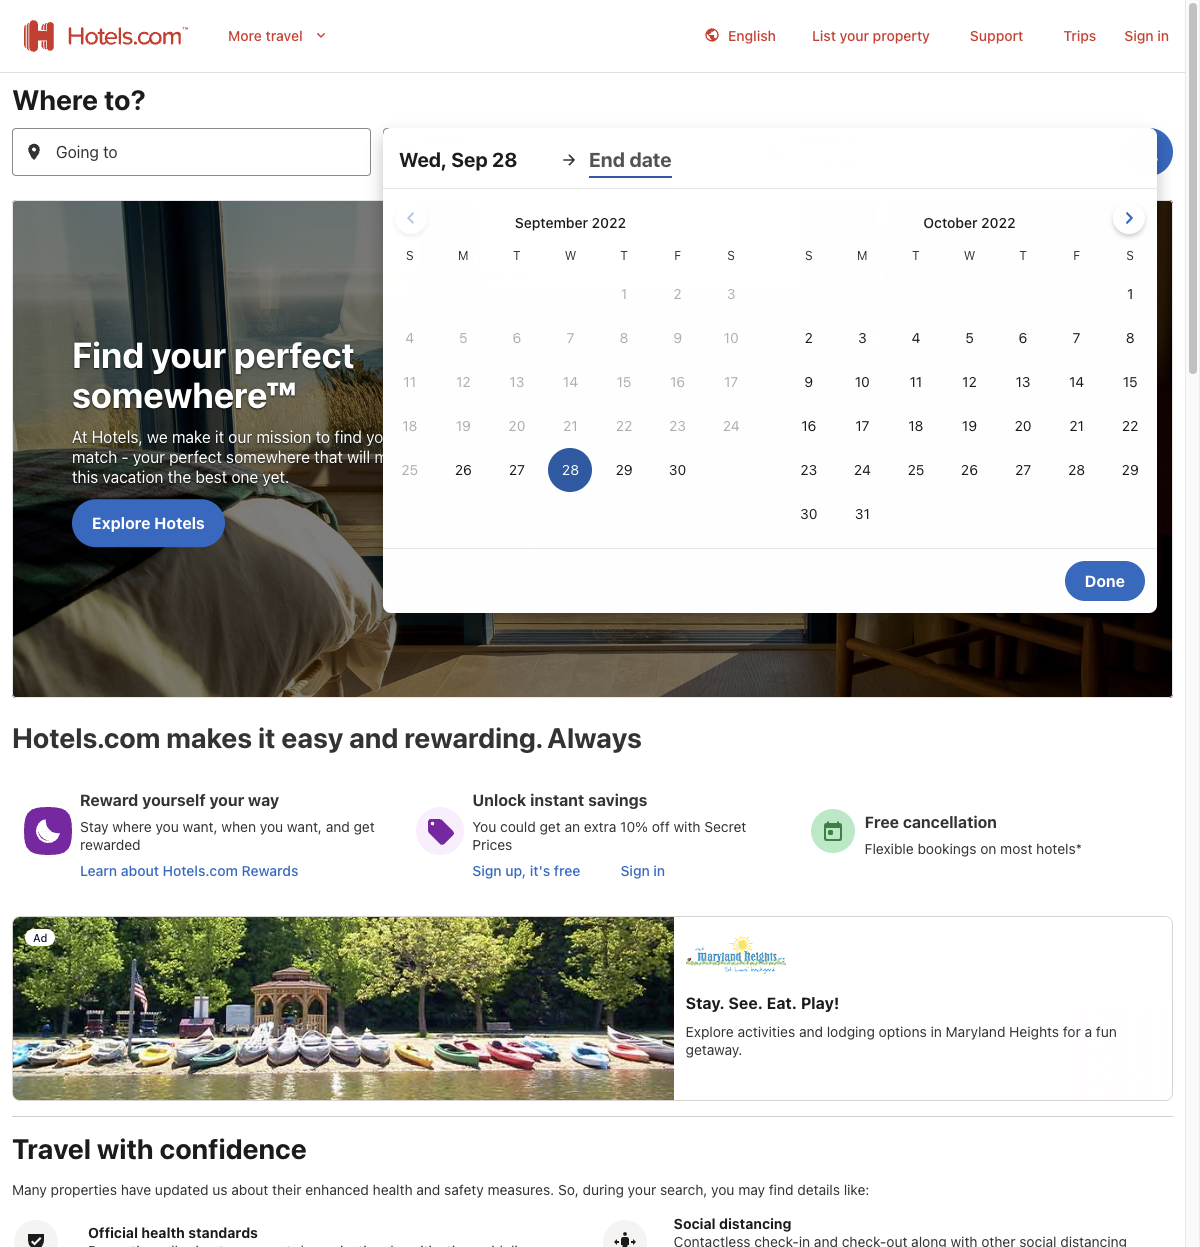 Hotels.com™
More travel
English
List your property
Support
Trips
Sign in
Where to?
Going to
Wed, Sep 28
End date
September 2022
S M T W T F S
1 2 3
4 5 6 7 8 9 10
11 12 13 14 15 16 17
18 19 20 21 22 23 24
25 26 27 28 29 30
October 2022
S M T W T F S
1
2 3 4 5 6 7 8
9 10 11 12 13 14 15
16 17 18 19 20 21 22
23 24 25 26 27 28 29
30 31
Done
Find your perfect
somewhere™
At Hotels, we make it our mission to find yo
match - your perfect somewhere that will m
this vacation the best one yet.
Explore Hotels
Hotels.com makes it easy and rewarding. Always
Reward yourself your way
Stay where you want, when you want, and get
rewarded
Learn about Hotels.com Rewards
Unlock instant savings
You could get an extra 10% off with Secret
Prices
Sign up, it's free
Sign in
Free cancellation
Flexible bookings on most hotels*
Ad
Maryland Heights
St. Louis' backyard
Stay. See. Eat. Play!
Explore activities and lodging options in Maryland Heights for a fun
getaway.
Travel with confidence
Many properties have updated us about their enhanced health and safety measures. So, during your search, you may find details like:
Official health standards
Social distancing
Contactless check-in and check-out along with other social distancing